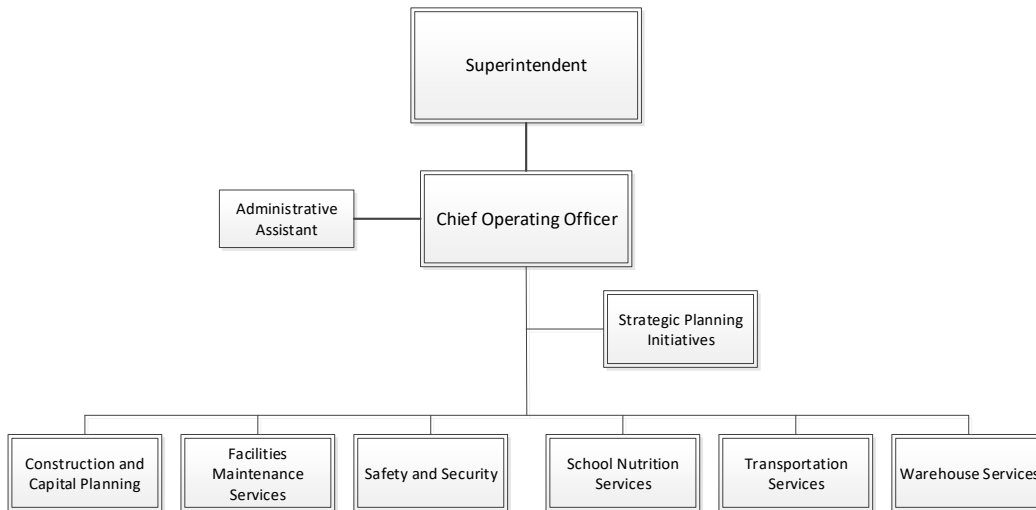 Superintendent
Administrative
Assistant
Chief Operating Officer
Strategic Planning
Initiatives
Construction and
Capital Planning
Facilities
Maintenance
Services
Safety and Security
School Nutrition
Services
Transportation
Services
Warehouse Services